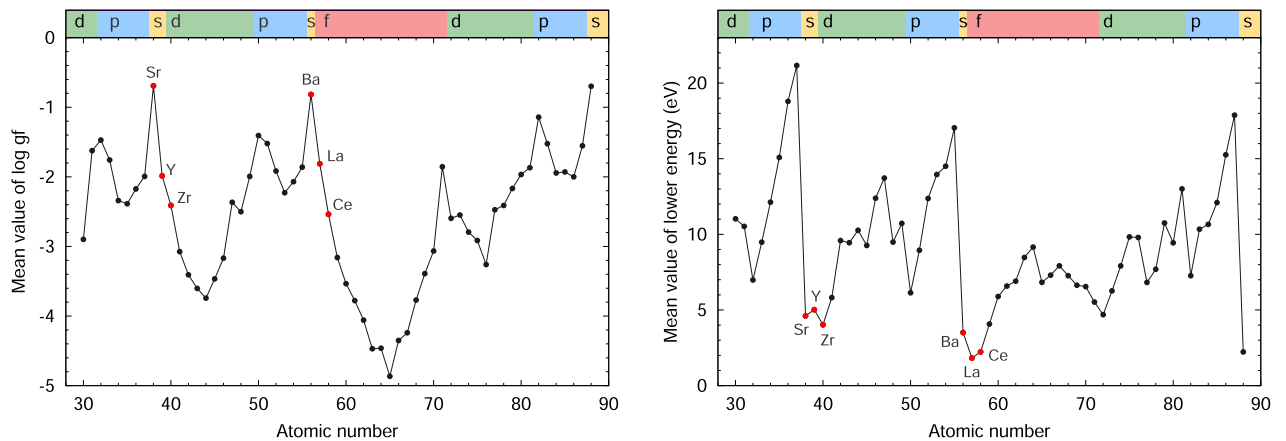 d p s d p s f d p s
0
-1
-2
-3
-4
-5
Mean value of log gf
Sr
Y
Zr
Ba
La
Ce
30 40 50 60 70 80 90
Atomic number
d p s d p s f d p s
20
15
10
5
0
Mean value of lower energy (eV)
Sr
Y
Zr
Ba
La
Ce
30 40 50 60 70 80 90
Atomic number